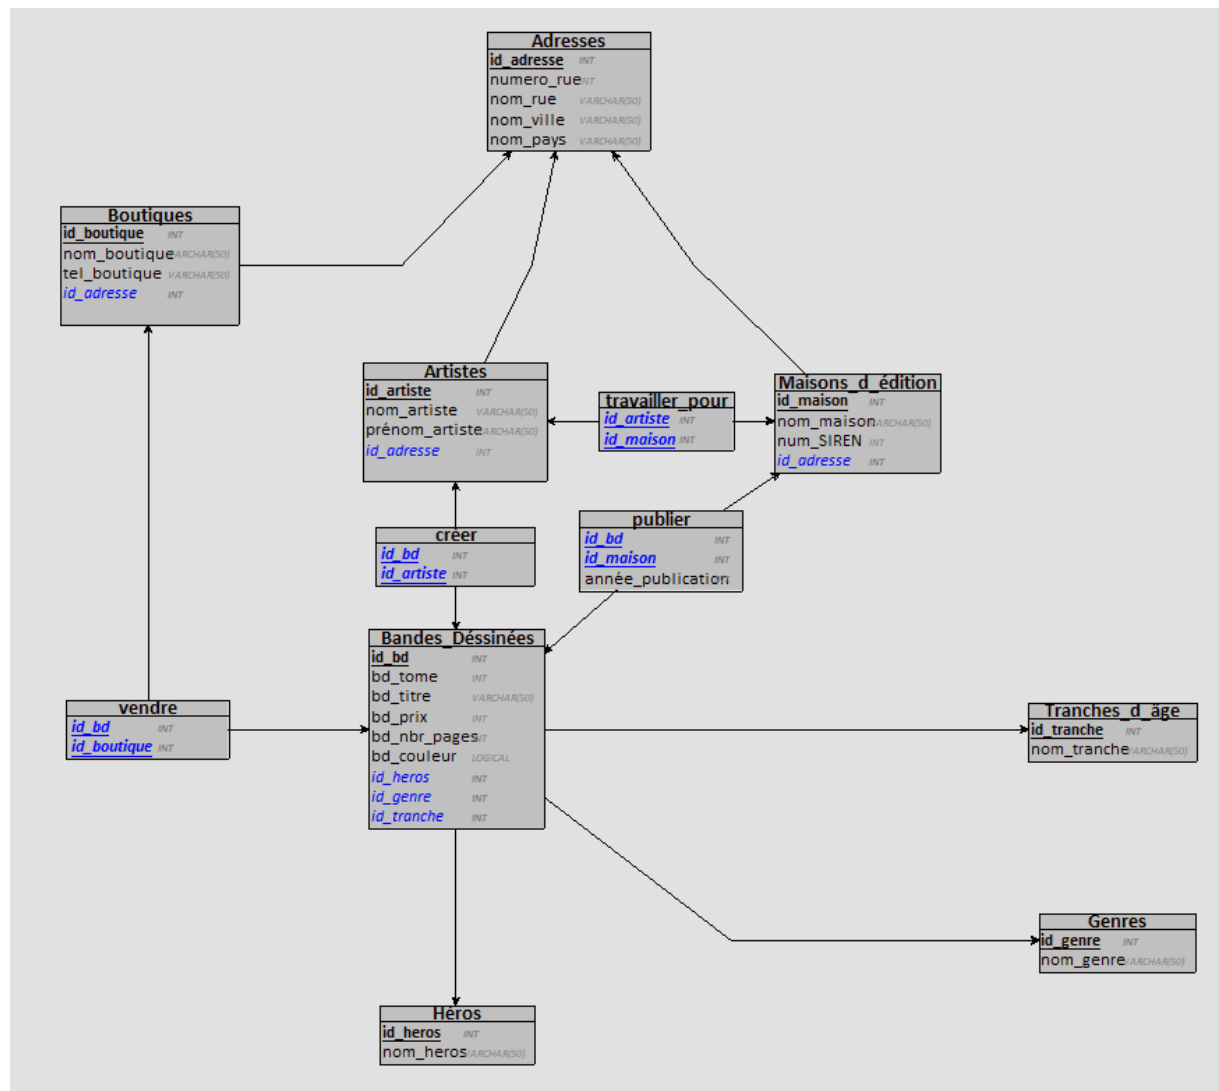 Adresses
id_adresse INT
numero_rue INT
nom_rue VARCHAR(50)
nom_ville VARCHAR(50)
nom_pays VARCHAR(50)
Boutiques
id_boutique INT
nom_boutique VARCHAR(50)
tel_boutique VARCHAR(50)
id_adresse INT
Artistes
id_artiste INT
nom_artiste VARCHAR(50)
prénom_artiste VARCHAR(50)
id_adresse INT
travailler_pour
id_artiste INT
id_maison INT
Maisons_d_édition
id_maison INT
nom_maison VARCHAR(50)
num_SIREN INT
id_adresse INT
créer
id_bd INT
id_artiste INT
publier
id_bd INT
id_maison INT
année_publication INT
Bandes_Déssinées
id_bd INT
bd_tome INT
bd_titre VARCHAR(50)
bd_prix INT
bd_nbr_pages INT
bd_couleur LOGICAL
id_heros INT
id_genre INT
id_tranche INT
vendre
id_bd INT
id_boutique INT
Tranches_d_äge
id_tranche INT
nom_tranche VARCHAR(50)
Genres
id_genre INT
nom_genre VARCHAR(50)
Héros
id_heros INT
nom_heros VARCHAR(50)